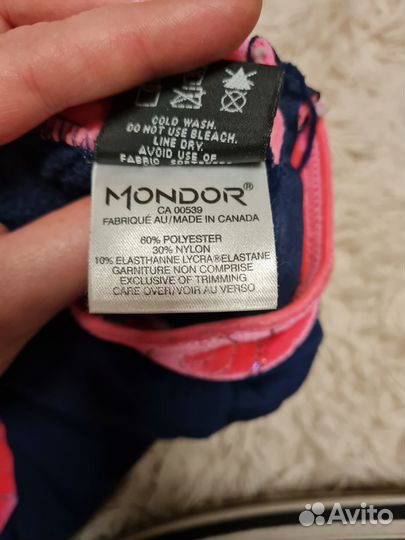 COLD WASH.
DO NOT USE BLEACH.
LINE DRY.
AVOID USE OF
FABRIC SOFTENER
MONDOR®
CA 00539
FABRIQUÉ AU/MADE IN CANADA
60% POLYESTER
30% NYLON
10% ELASTHANNE LYCRA®ELASTANE
GARNITURE NON COMPRISE
EXCLUSIVE OF TRIMMING
CARE OVER/VOIR AU VERSO
Avito